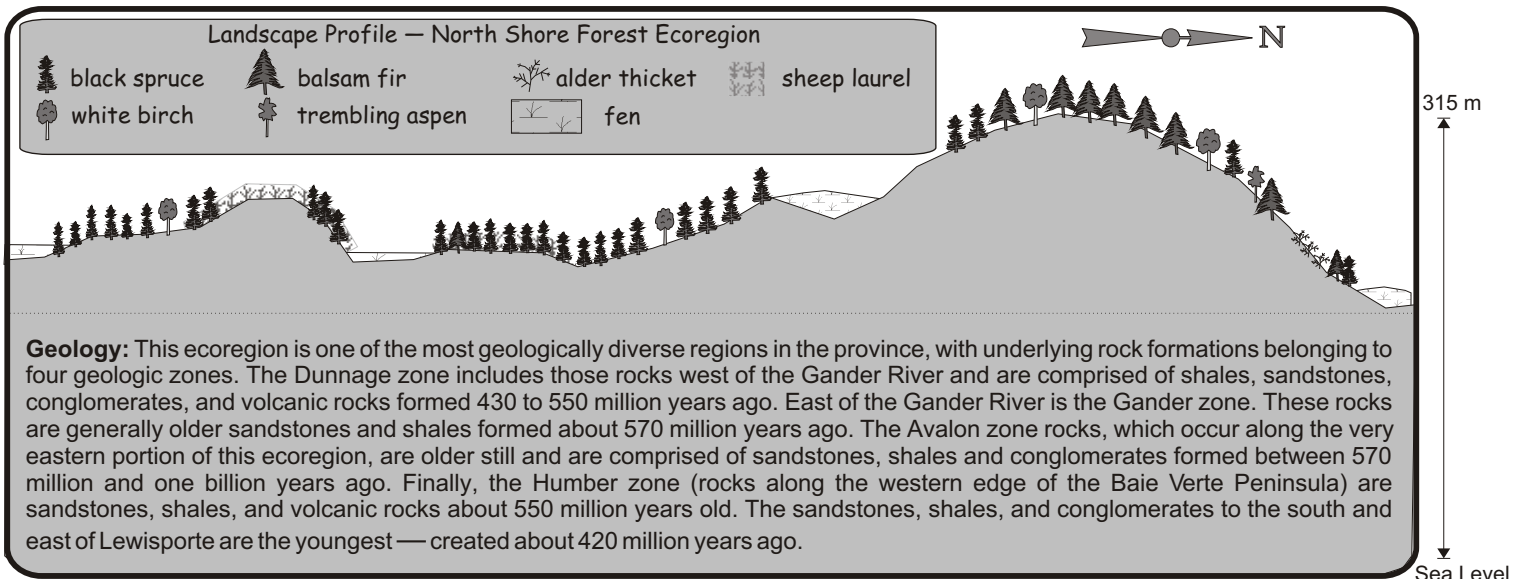 Landscape Profile — North Shore Forest Ecoregion
N
black spruce
balsam fir
alder thicket
sheep laurel
white birch
trembling aspen
fen
315 m
Geology: This ecoregion is one of the most geologically diverse regions in the province, with underlying rock formations belonging to
four geologic zones. The Dunnage zone includes those rocks west of the Gander River and are comprised of shales, sandstones,
conglomerates, and volcanic rocks formed 430 to 550 million years ago. East of the Gander River is the Gander zone. These rocks
are generally older sandstones and shales formed about 570 million years ago. The Avalon zone rocks, which occur along the very
eastern portion of this ecoregion, are older still and are comprised of sandstones, shales and conglomerates formed between 570
million and one billion years ago. Finally, the Humber zone (rocks along the western edge of the Baie Verte Peninsula) are
sandstones, shales, and volcanic rocks about 550 million years old. The sandstones, shales, and conglomerates to the south and
east of Lewisporte are the youngest — created about 420 million years ago.
Sea Level